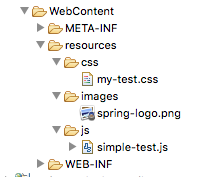 WebContent
META-INF
resources
css
my-test.css
images
spring-logo.png
js
simple-test.js
WEB-INF